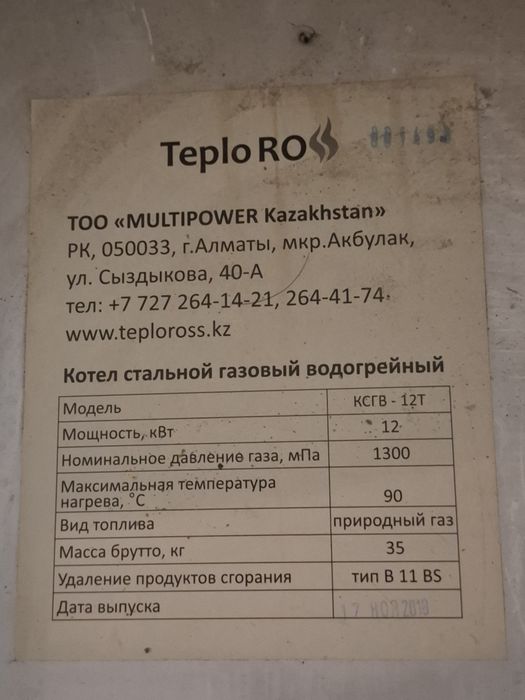 Teplo ROSS
ТОО «MULTIPOWER Kazakhstan»
РК, 050033, г.Алматы, мкр.Акбулак,
ул. Сыздыкова, 40-А
тел: +7 727 264-14-21, 264-41-74
www.teploross.kz
Котел стальной газовый водогрейный
Модель КСГВ - 12Т
Мощность, кВт 12
Номинальное давление газа, мПа 1300
Максимальная температура
нагрева, °С 90
Вид топлива природный газ
Масса брутто, кг 35
Удаление продуктов сгорания тип В 11 BS
Дата выпуска 17 НОЯ 2019